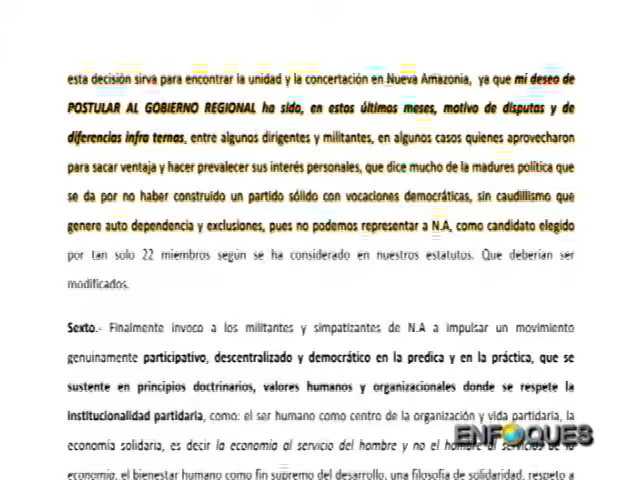 esta decisión sirva para encontrar la unidad y la concertación en Nueva Amazonia, ya que mi deseo de
POSTULAR AL GOBIERNO REGIONAL ha sido, en estos últimos meses, motivo de disputas y de
diferencias infra ternas, entre algunos dirigentes y militantes, en algunos casos quienes aprovecharon
para sacar ventaja y hacer prevalecer sus interés personales, que dice mucho de la madures política que
se da por no haber construido un partido sólido con vocaciones democráticas, sin caudillismo que
genere auto dependencia y exclusiones, pues no podemos representar a N.A, como candidato elegido
por tan solo 22 miembros según se ha considerado en nuestros estatutos. Que deberían ser
modificados.
Sexto.- Finalmente invoco a los militantes y simpatizantes de N.A a impulsar un movimiento
genuinamente participativo, descentralizado y democrático en la predica y en la práctica, que se
sustente en principios doctrinarios, valores humanos y organizacionales donde se respete la
institucionalidad partidaria, como: el ser humano como centro de la organización y vida partidaria, la
economía solidaria, es decir la economía al servicio del hombre y no el hombre al servicios de la
economía, el bienestar humano como fin supremo del desarrollo, una filosofía de solidaridad, respeto a
ENFOQUES